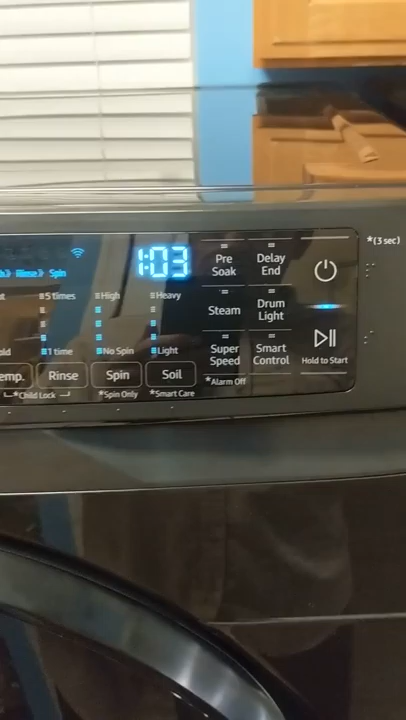 1:03
Rinse》 Spin
5 times
High
Heavy
1 time
No Spin
Light
Rinse
Spin
Soil
*Child Lock
*Spin Only
*Smart Care
Pre Soak
Delay End
Steam
Drum Light
Super Speed
Smart Control
*Alarm Off
Hold to Start
*(3 sec)